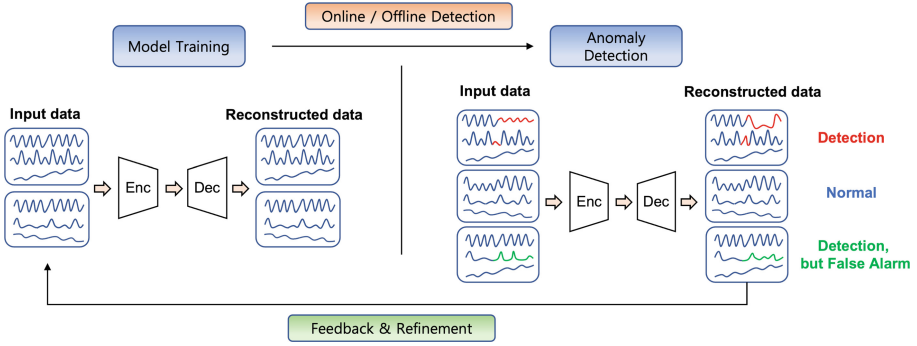 Online / Offline Detection
Model Training
Anomaly
Detection
Input data
Reconstructed data
Enc
Dec
Input data
Reconstructed data
Detection
Enc
Dec
Normal
Detection,
but False Alarm
Feedback & Refinement